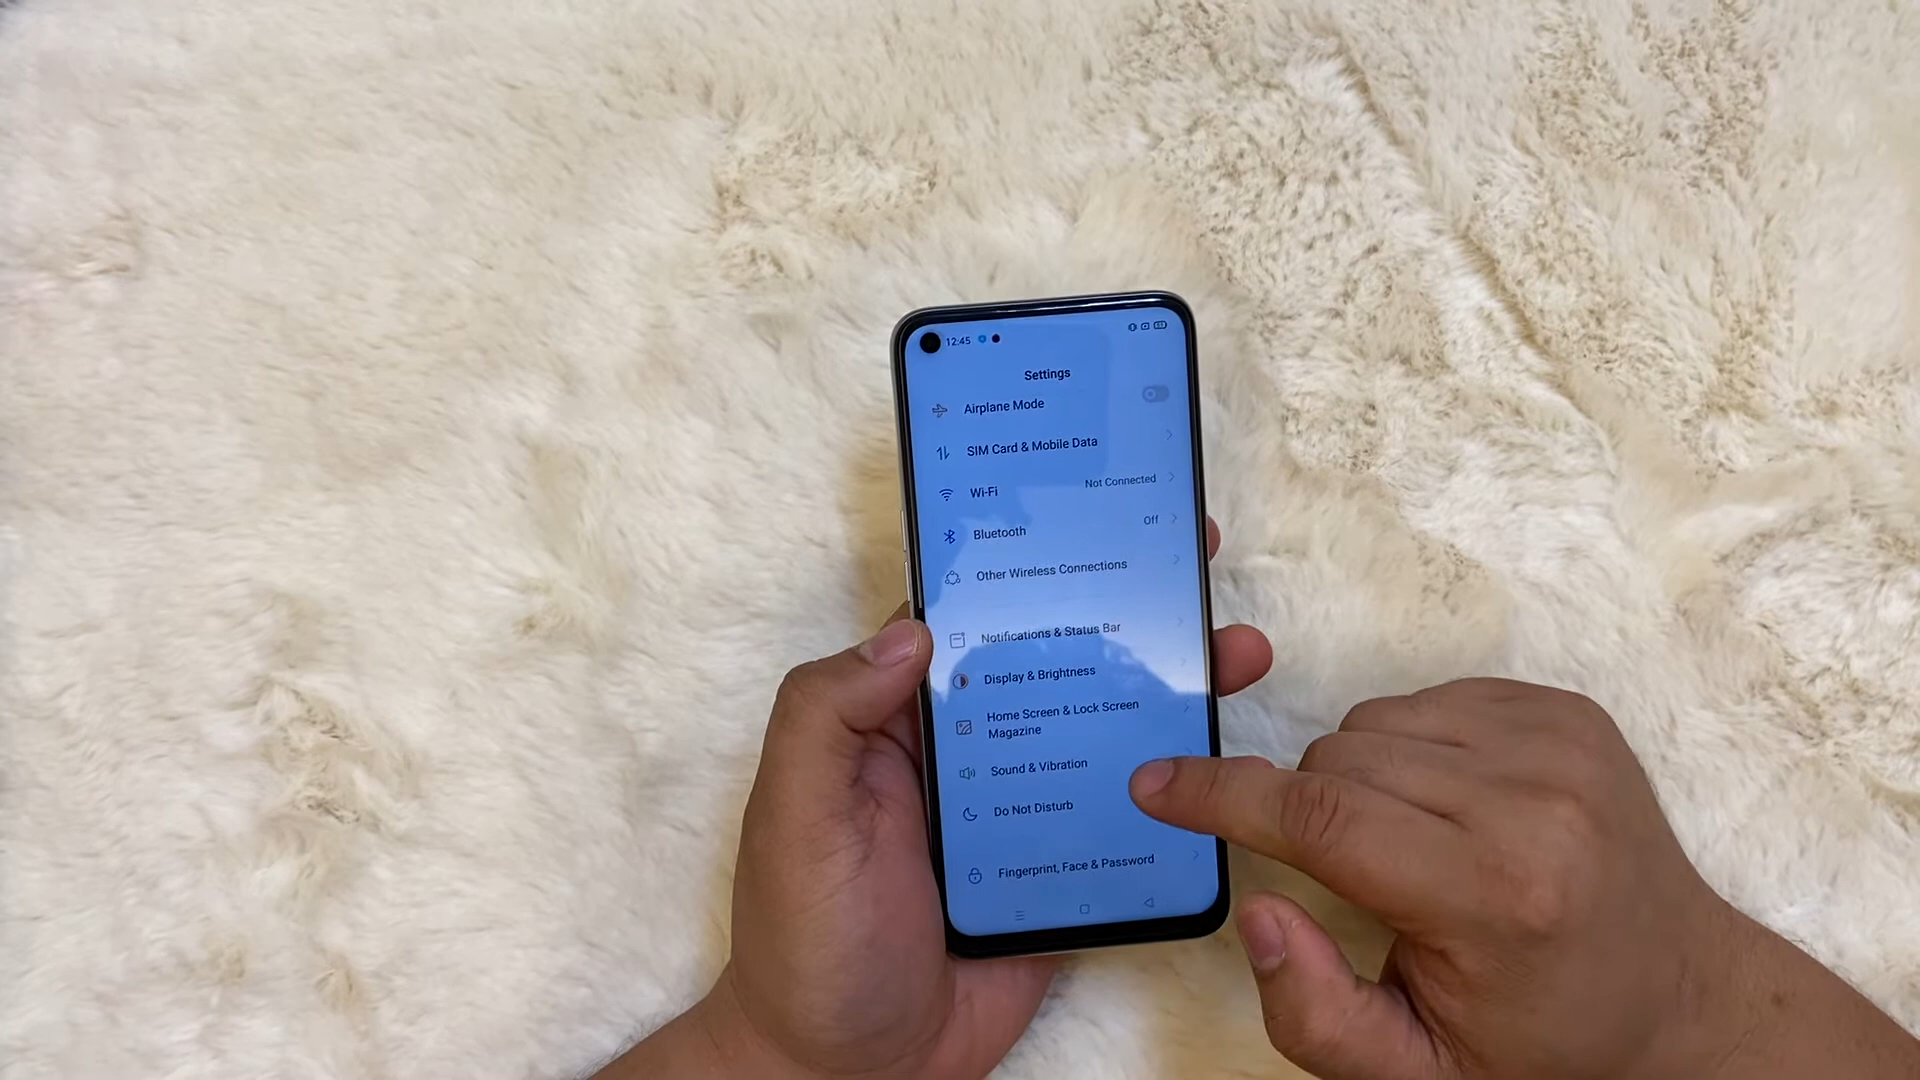 12:45
Settings
Airplane Mode
SIM Card & Mobile Data
Wi-Fi Not Connected
Bluetooth Off
Other Wireless Connections
Notifications & Status Bar
Display & Brightness
Home Screen & Lock Screen
Magazine
Sound & Vibration
Do Not Disturb
Fingerprint, Face & Password